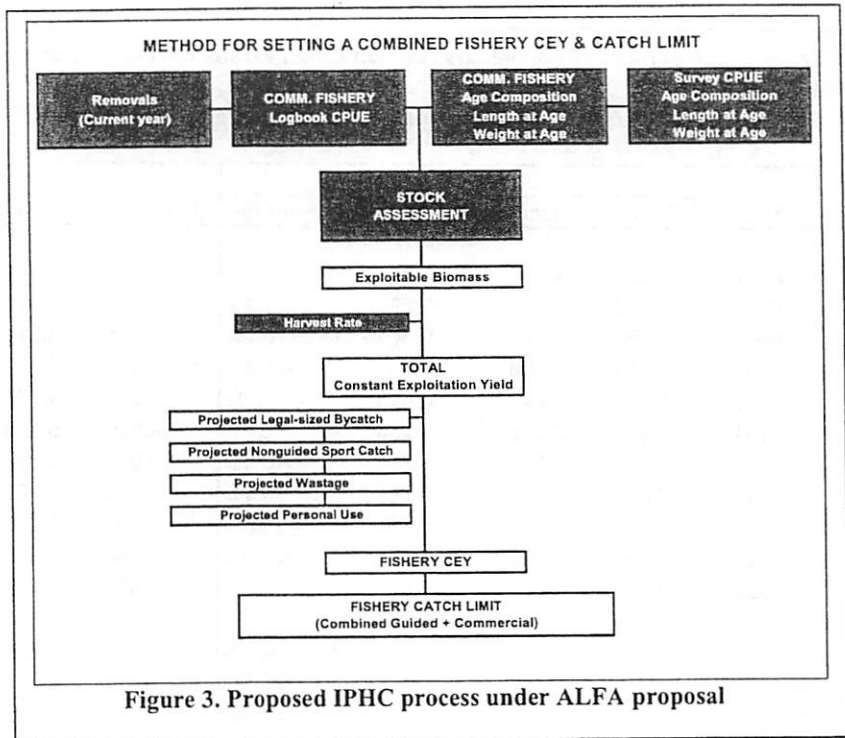 METHOD FOR SETTING A COMBINED FISHERY CEY & CATCH LIMIT
Removals
(Current year)
COMM. FISHERY
Logbook CPUE
COMM. FISHERY
Age Composition
Length at Age
Weight at Age
Survey CPUE
Age Composition
Length at Age
Weight at Age
STOCK
ASSESSMENT
Exploitable Biomass
Harvest Rate
TOTAL
Constant Exploitation Yield
Projected Legal-sized Bycatch
Projected Nonguided Sport Catch
Projected Wastage
Projected Personal Use
FISHERY CEY
FISHERY CATCH LIMIT
(Combined Guided + Commercial)
Figure 3. Proposed IPHC process under ALFA proposal